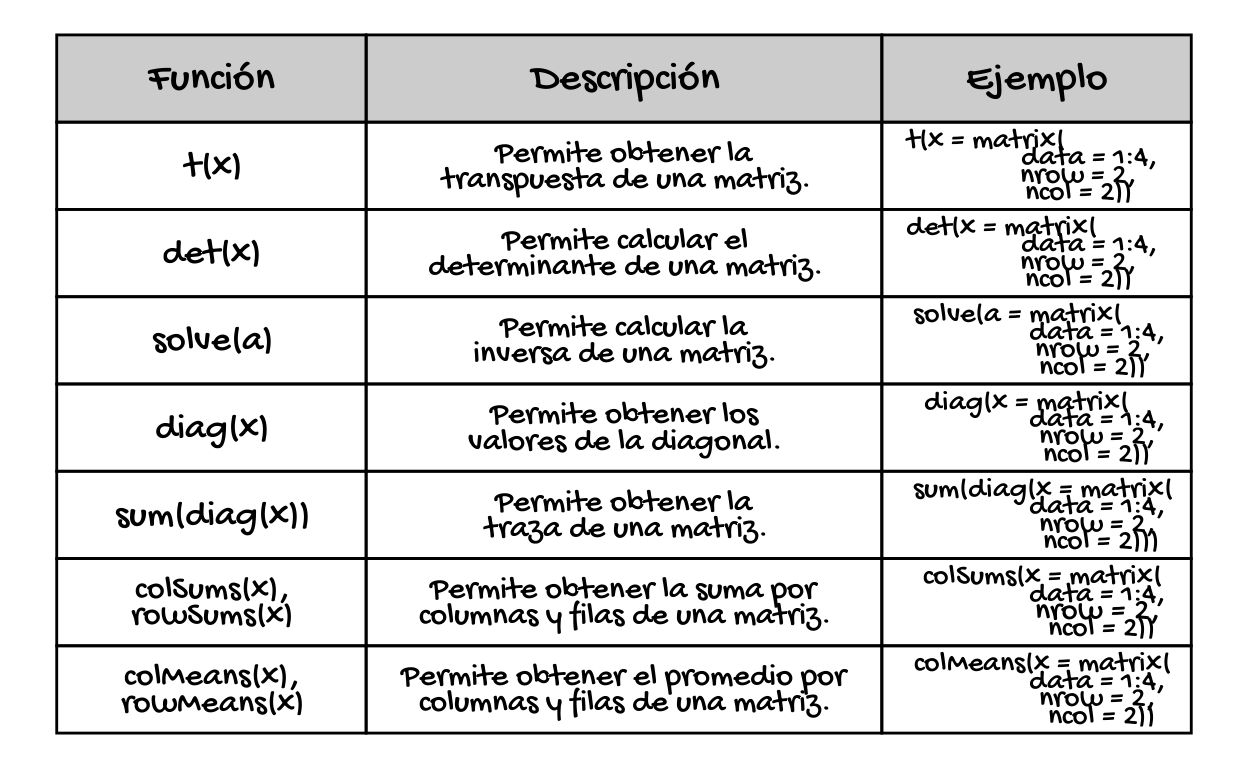 Función
Descripción
Ejemplo
t(x)
Permite obtener la
transpuesta de una matriz.
t(x = matrix(
data = 1:4,
nrow = 2,
ncol = 2))
det(x)
Permite calcular el
determinante de una matriz.
det(x = matrix(
data = 1:4,
nrow = 2,
ncol = 2))
solve(a)
Permite calcular la
inversa de una matriz.
solve(a = matrix(
data = 1:4,
nrow = 2,
ncol = 2))
diag(x)
Permite obtener los
valores de la diagonal.
diag(x = matrix(
data = 1:4,
nrow = 2,
ncol = 2))
sum(diag(x))
Permite obtener la
traza de una matriz.
sum(diag(x = matrix(
data = 1:4,
nrow = 2,
ncol = 2)))
colSums(x),
rowSums(x)
Permite obtener la suma por
columnas y filas de una matriz.
colSums(x = matrix(
data = 1:4,
nrow = 2,
ncol = 2))
colMeans(x),
rowMeans(x)
Permite obtener el promedio por
columnas y filas de una matriz.
colMeans(x = matrix(
data = 1:4,
nrow = 2,
ncol = 2))